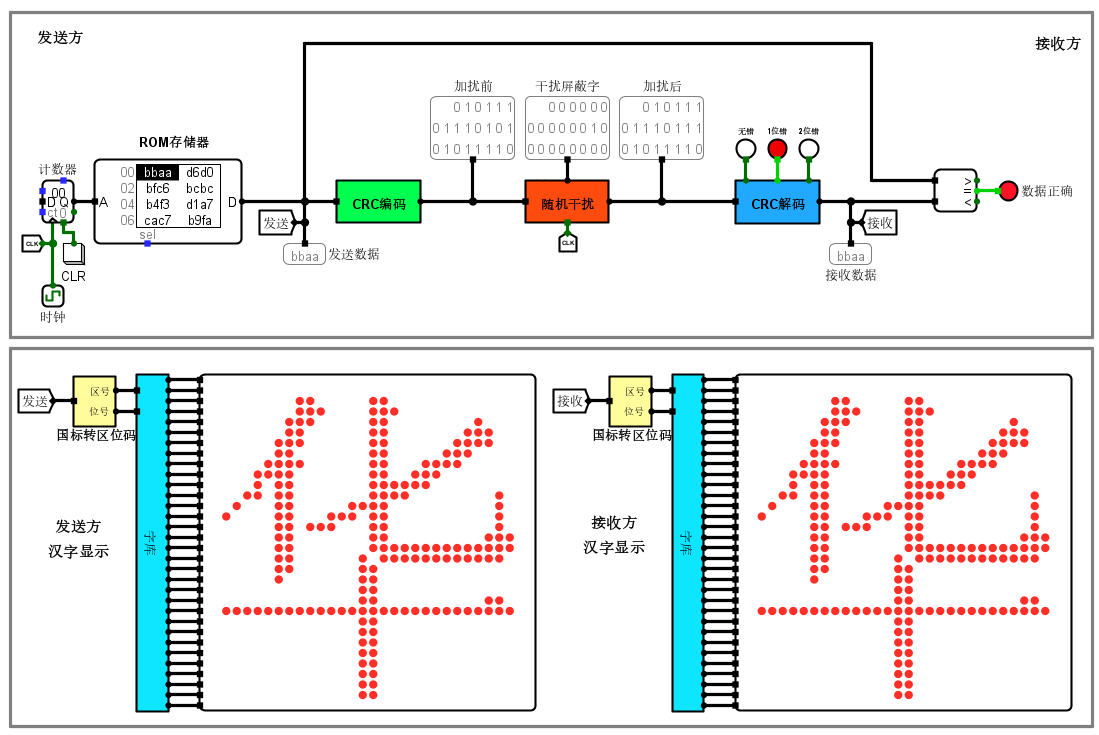 发送方
接收方
加扰前
干扰屏蔽字
加扰后
0 1 0 1 1 1
0 1 1 1 0 1 0 1
0 1 0 1 0 1 1 0
0 0 0 0 0 0
0 0 0 0 0 0 1 0
0 0 0 0 0 0 0 0
0 1 0 1 1 1
0 1 1 1 0 1 1 1
0 1 0 1 0 1 1 0
无错
1位错
2位错
ROM存储器
计数器
00
D Q
ct 0
A
00 bbaa d6d0
02 bfc6 bcbc
04 b4f3 d1a7
06 cac7 b9fa
D
sel
CLK
CLR
时钟
发送
bbaa
发送数据
CRC编码
随机干扰
CLK
CRC解码
接收
bbaa
接收数据
>
=
<
数据正确
发送
区号
位号
国标转区位码
字库
发送方
汉字显示
华
接收
区号
位号
国标转区位码
字库
接收方
汉字显示
华